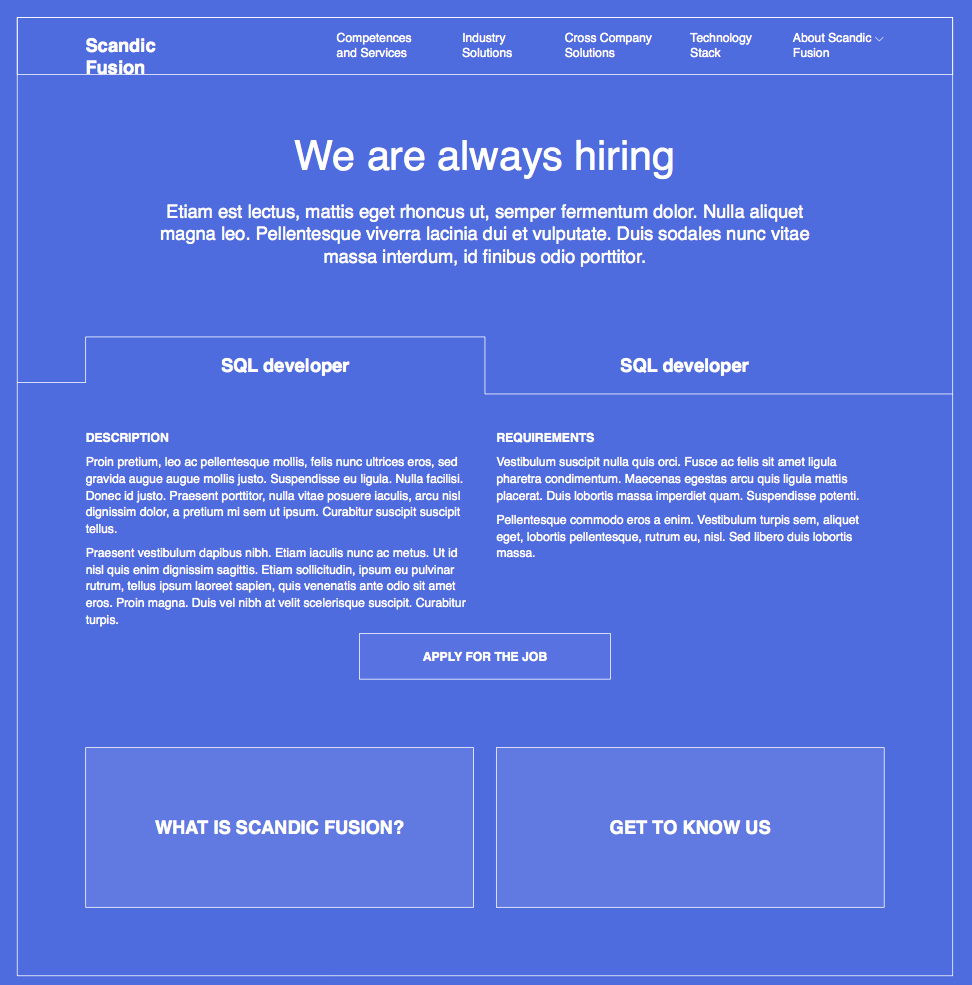 Scandic
Fusion
Competences
and Services
Industry
Solutions
Cross Company
Solutions
Technology
Stack
About Scandic
Fusion
We are always hiring
Etiam est lectus, mattis eget rhoncus ut, semper fermentum dolor. Nulla aliquet
magna leo. Pellentesque viverra lacinia dui et vulputate. Duis sodales nunc vitae
massa interdum, id finibus odio porttitor.
SQL developer
SQL developer
DESCRIPTION
Proin pretium, leo ac pellentesque mollis, felis nunc ultrices eros, sed
gravida augue augue mollis justo. Suspendisse eu ligula. Nulla facilisi.
Donec id justo. Praesent porttitor, nulla vitae posuere iaculis, arcu nisl
dignissim dolor, a pretium mi sem ut ipsum. Curabitur suscipit suscipit
tellus.
Praesent vestibulum dapibus nibh. Etiam iaculis nunc ac metus. Ut id
nisl quis enim dignissim sagittis. Etiam sollicitudin, ipsum eu pulvinar
rutrum, tellus ipsum laoreet sapien, quis venenatis ante odio sit amet
eros. Proin magna. Duis vel nibh at velit scelerisque suscipit. Curabitur
turpis.
REQUIREMENTS
Vestibulum suscipit nulla quis orci. Fusce ac felis sit amet ligula
pharetra condimentum. Maecenas egestas arcu quis ligula mattis
placerat. Duis lobortis massa imperdiet quam. Suspendisse potenti.
Pellentesque commodo eros a enim. Vestibulum turpis sem, aliquet
eget, lobortis pellentesque, rutrum eu, nisl. Sed libero duis lobortis
massa.
APPLY FOR THE JOB
WHAT IS SCANDIC FUSION?
GET TO KNOW US